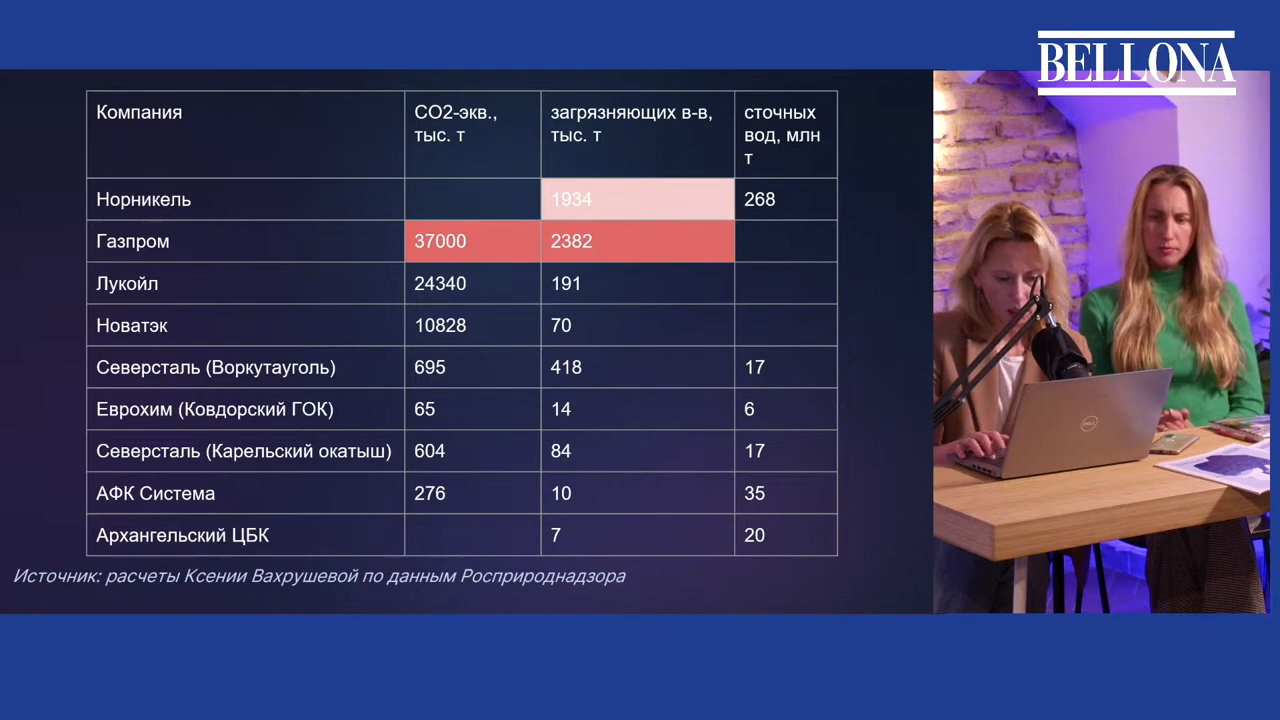 BELLONA
Компания
CO2-экв.,
тыс. т
загрязняющих в-в,
тыс. т
сточных
вод, млн
т
Норникель
1934
268
Газпром
37000
2382
Лукойл
24340
191
Новатэк
10828
70
Северсталь (Воркутауголь)
695
418
17
Еврохим (Ковдорский ГОК)
65
14
6
Северсталь (Карельский окатыш)
604
84
17
АФК Система
276
10
35
Архангельский ЦБК
7
20
Источник: расчеты Ксении Вахрушевой по данным Росприроднадзора
DELL